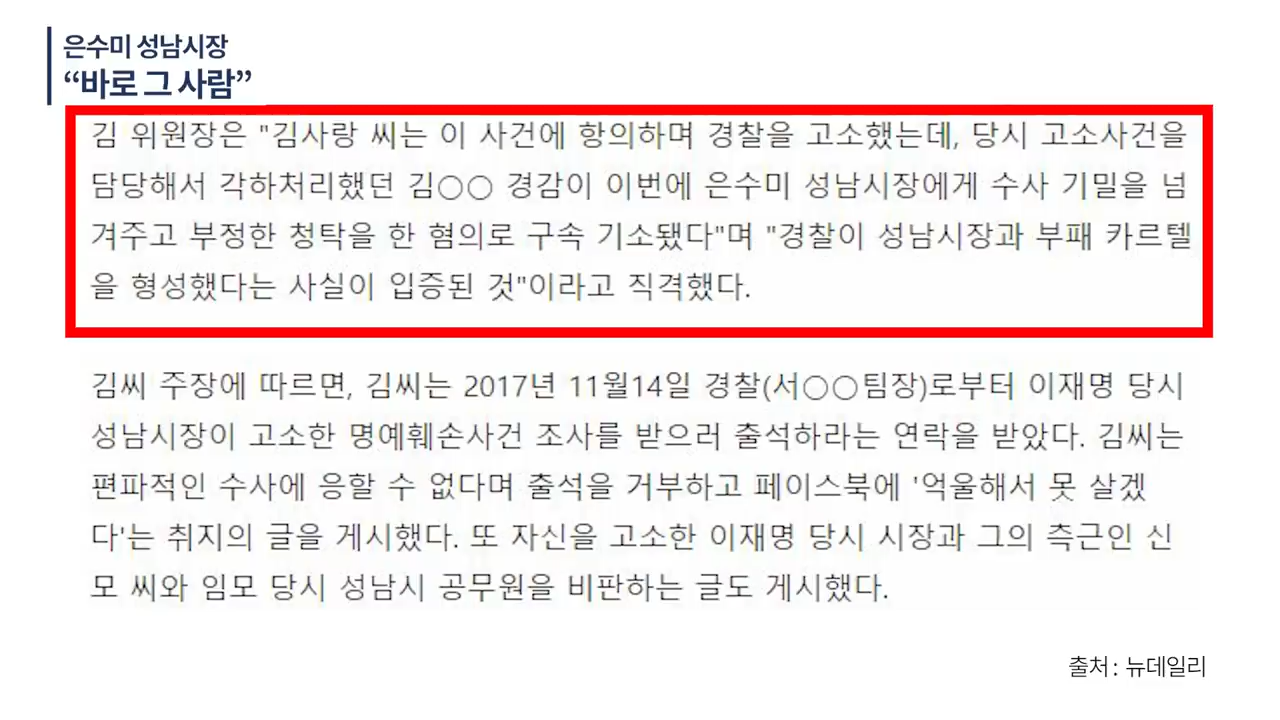 은수미 성남시장
“바로 그 사람”
김 위원장은 "김사랑 씨는 이 사건에 항의하며 경찰을 고소했는데, 당시 고소사건을
담당해서 각하처리했던 김○○ 경감이 이번에 은수미 성남시장에게 수사 기밀을 넘
겨주고 부정한 청탁을 한 혐의로 구속 기소됐다"며 "경찰이 성남시장과 부패 카르텔
을 형성했다는 사실이 입증된 것"이라고 직격했다.
김씨 주장에 따르면, 김씨는 2017년 11월14일 경찰(서○○팀장)로부터 이재명 당시
성남시장이 고소한 명예훼손사건 조사를 받으러 출석하라는 연락을 받았다. 김씨는
편파적인 수사에 응할 수 없다며 출석을 거부하고 페이스북에 '억울해서 못 살겠
다'는 취지의 글을 게시했다. 또 자신을 고소한 이재명 당시 시장과 그의 측근인 신
모 씨와 임모 당시 성남시 공무원을 비판하는 글도 게시했다.
출처 : 뉴데일리